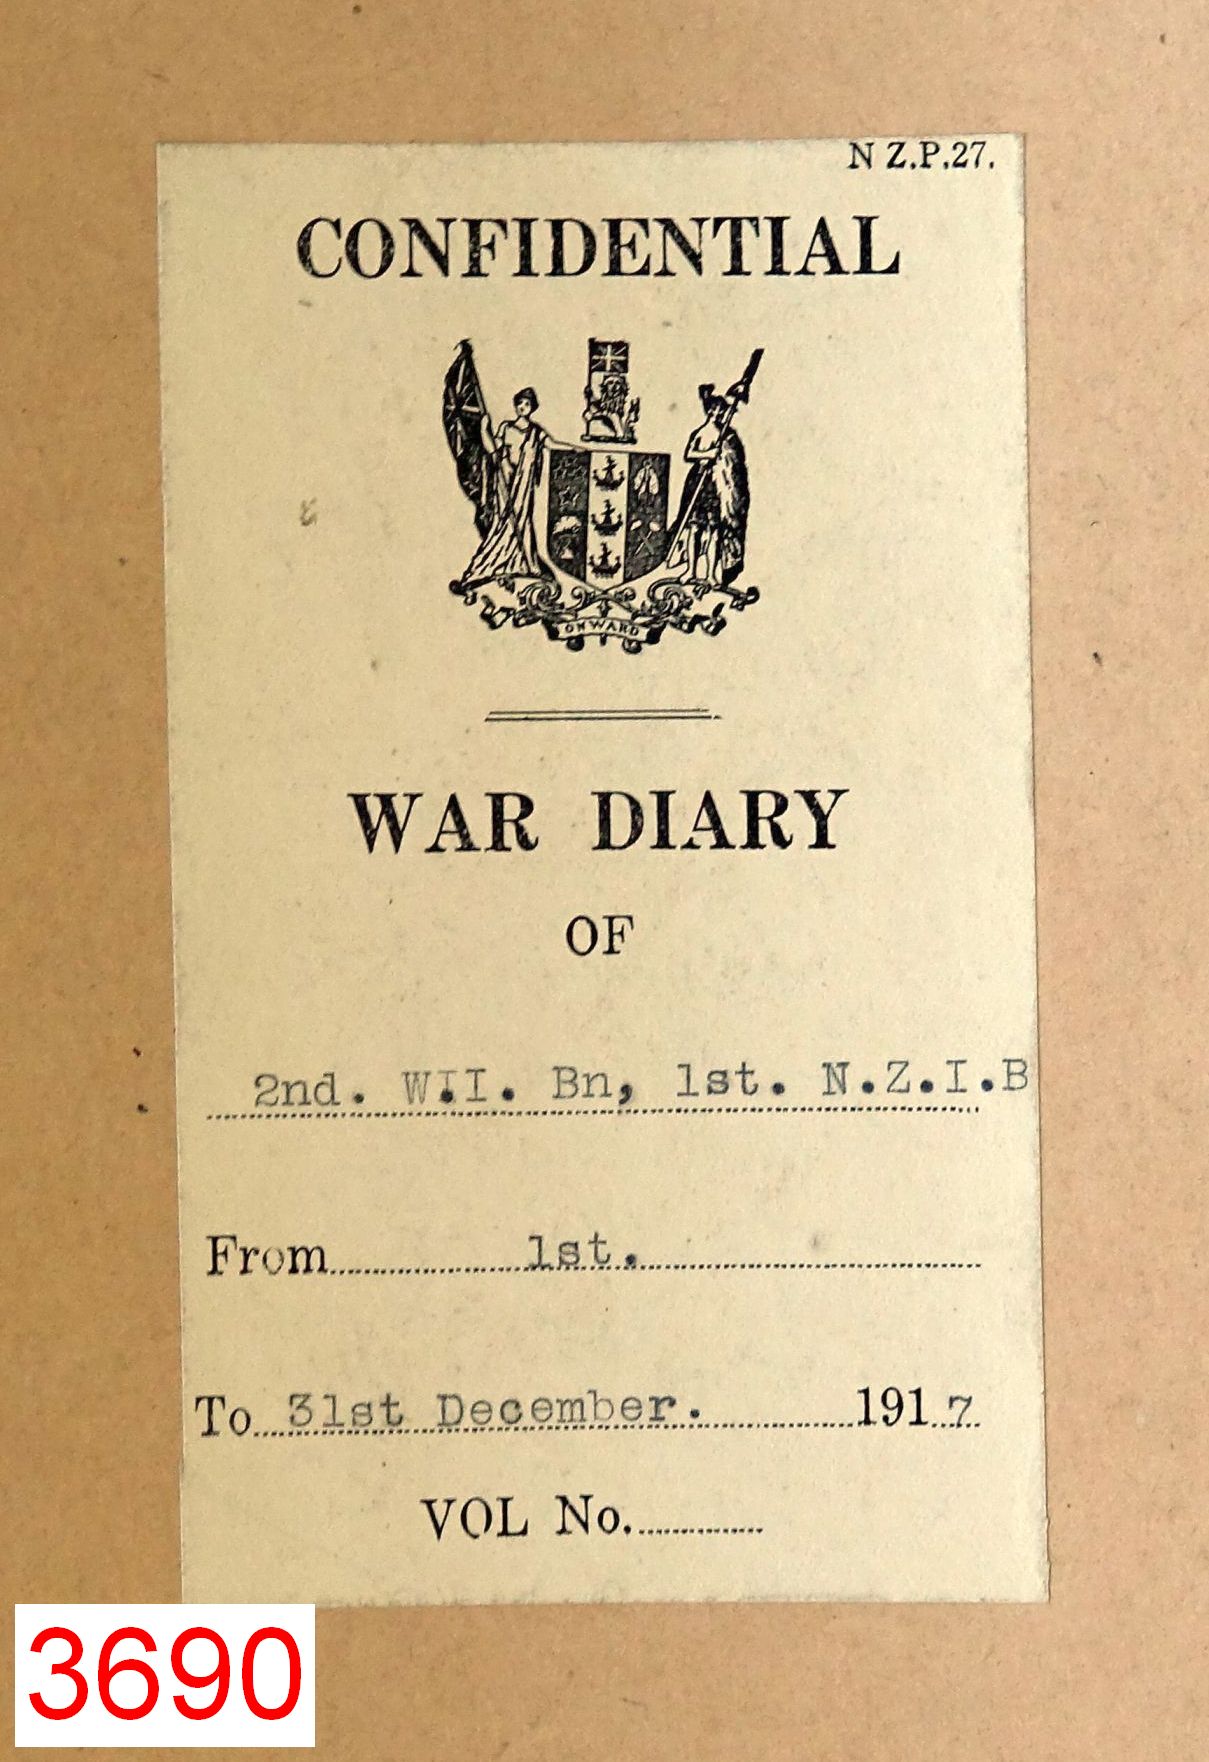 N Z.P.27.
CONFIDENTIAL
ONWARD
WAR DIARY
OF
2nd. W.I. Bn, 1st. N.Z.I.B
From 1st.
To 31st December. 1917
VOL No.
3690